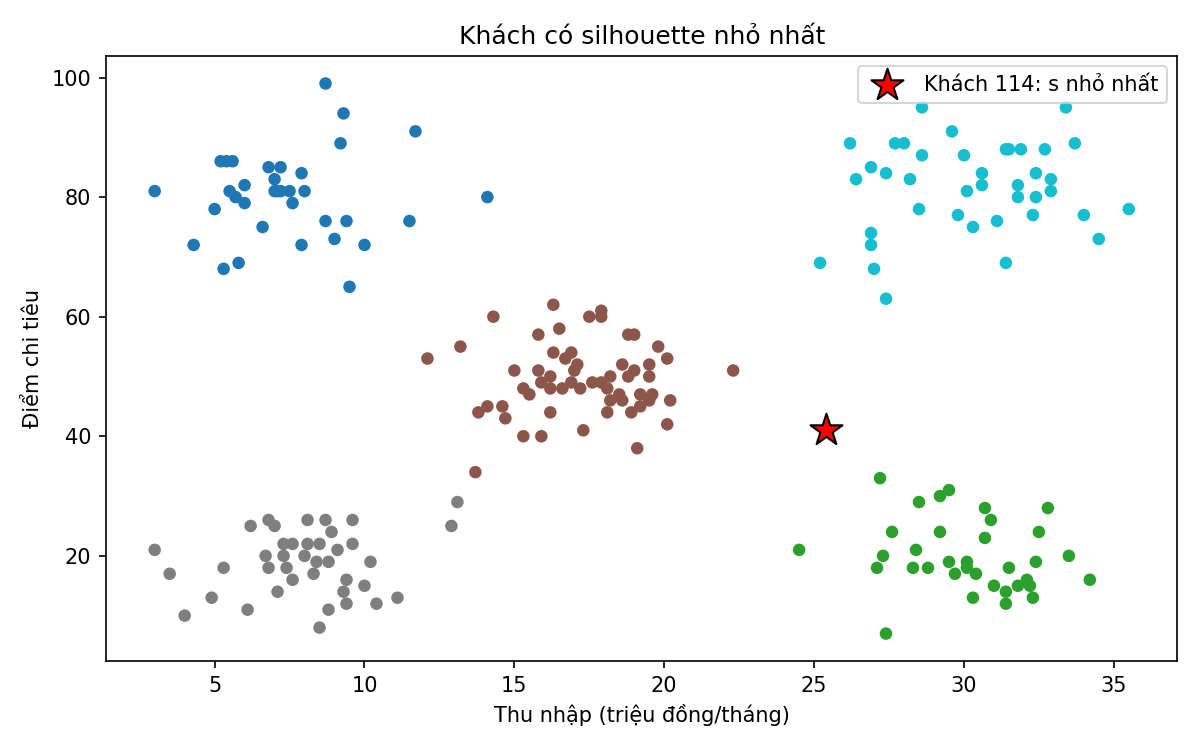 Khách có silhouette nhỏ nhất
Khách 114: s nhỏ nhất
Điểm chi tiêu
100
80
60
40
20
5 10 15 20 25 30 35
Thu nhập (triệu đồng/tháng)